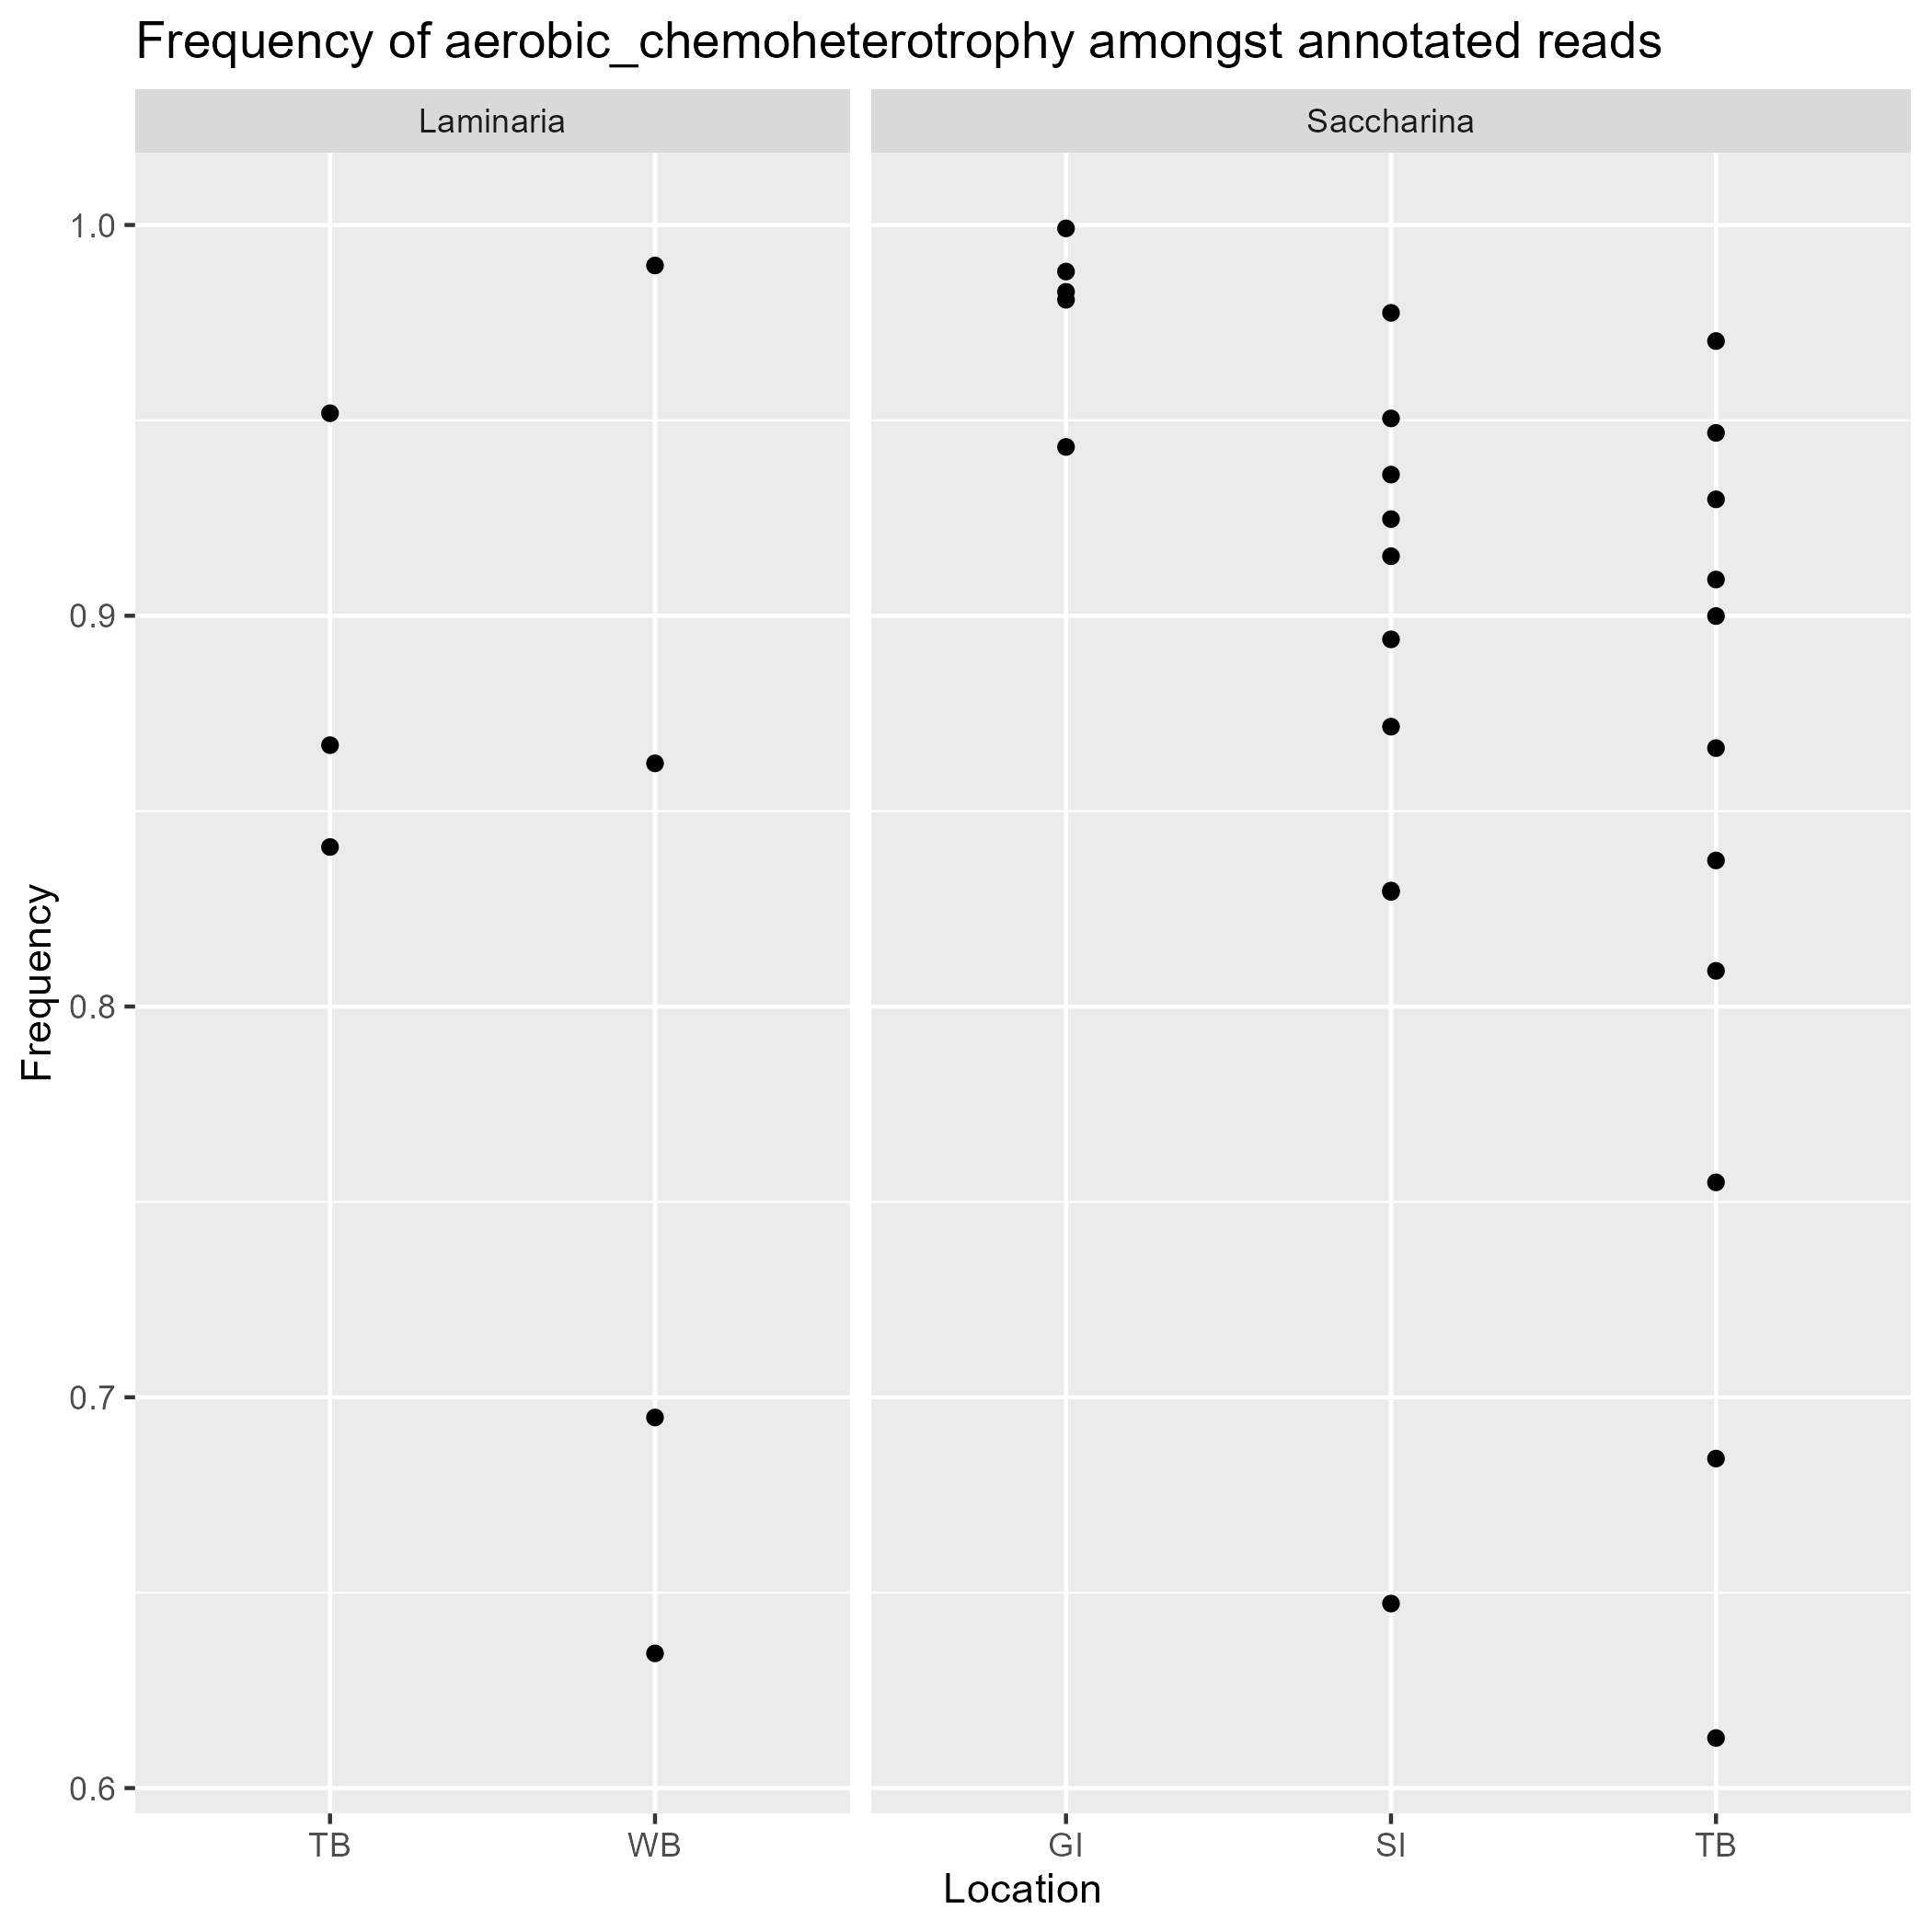 Frequency of aerobic_chemoheterotrophy amongst annotated reads
Laminaria
Saccharina
1.0
0.9
0.8
0.7
0.6
Frequency
TB
WB
GI
SI
TB
Location